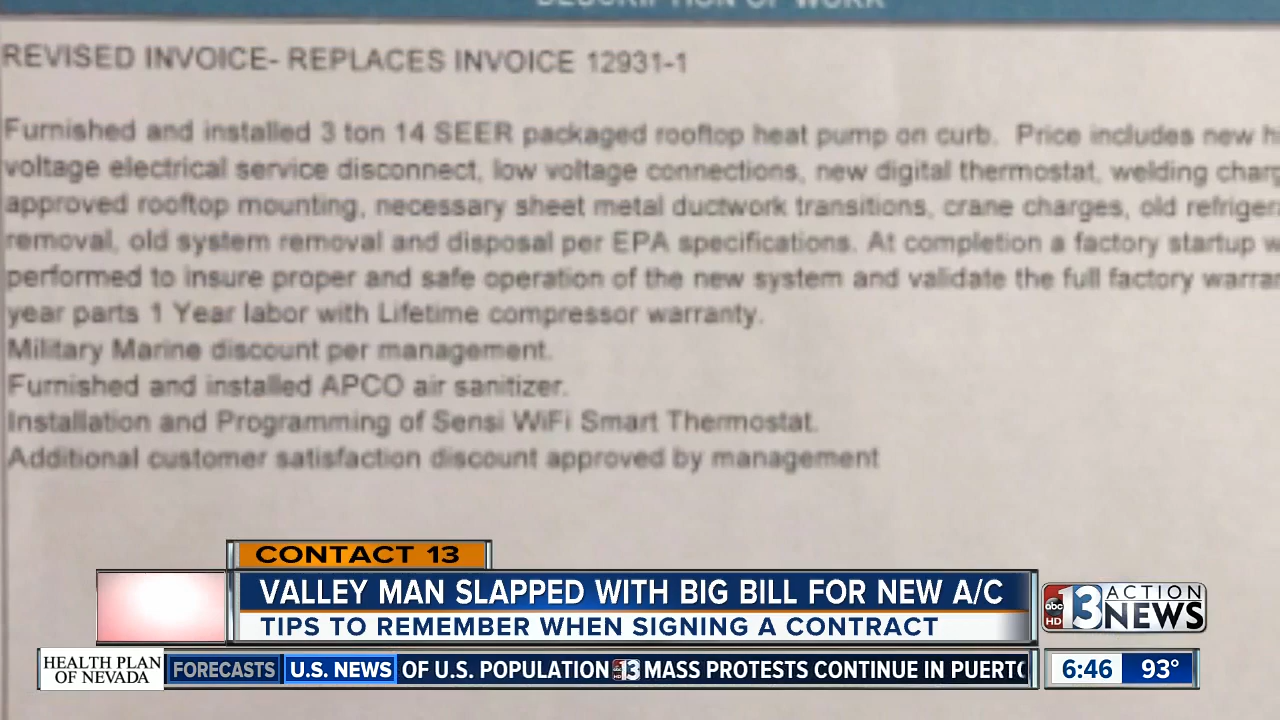 DESCRIPTION OF WORK
REVISED INVOICE- REPLACES INVOICE 12931-1
Furnished and installed 3 ton 14 SEER packaged rooftop heat pump on curb. Price includes new
voltage electrical service disconnect, low voltage connections, new digital thermostat, welding
approved rooftop mounting, necessary sheet metal ductwork transitions, crane charges, old
removal, old system removal and disposal per EPA specifications. At completion a factory startup
performed to insure proper and safe operation of the new system and validate the full factory
year parts 1 Year labor with Lifetime compressor warranty.
Military Marine discount per management.
Furnished and installed APCO air sanitizer.
Installation and Programming of Sensi WiFi Smart Thermostat.
Additional customer satisfaction discount approved by management
CONTACT 13
VALLEY MAN SLAPPED WITH BIG BILL FOR NEW A/C
TIPS TO REMEMBER WHEN SIGNING A CONTRACT
abc HD 13 ACTION NEWS
HEALTH PLAN OF NEVADA
FORECASTS U.S. NEWS OF U.S. POPULATION 13 MASS PROTESTS CONTINUE IN
6:46 93°